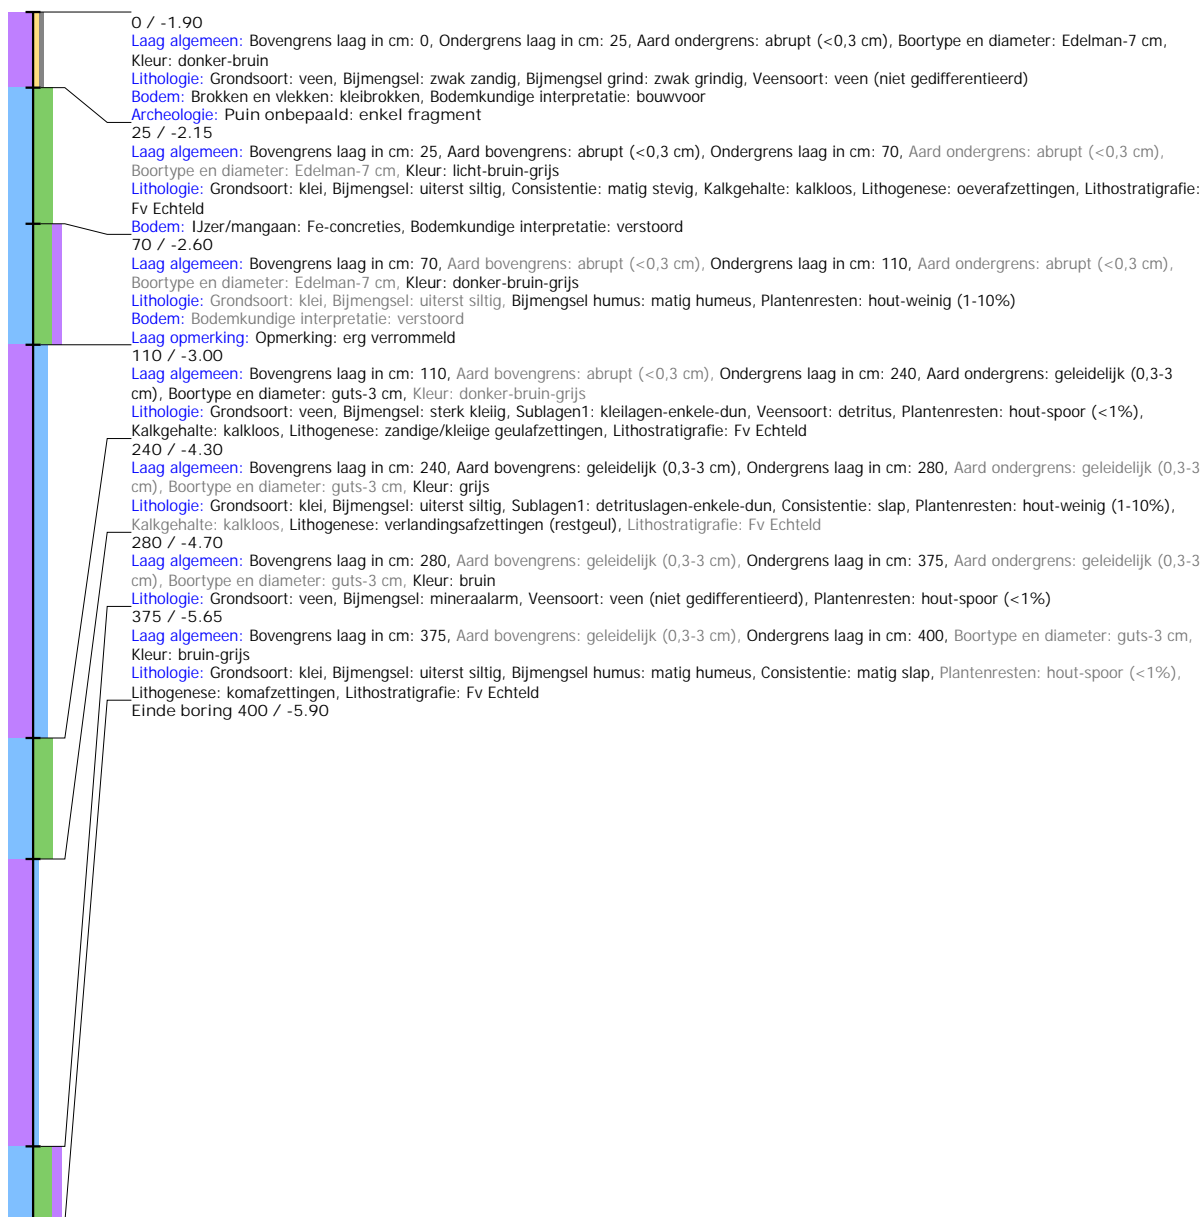 0 / -1.90
Laag algemeen: Bovengrens laag in cm: 0, Ondergrens laag in cm: 25, Aard ondergrens: abrupt (<0,3 cm), Boortype en diameter: Edelman-7 cm,
Kleur: donker-bruin
Lithologie: Grondsoort: veen, Bijmengsel: zwak zandig, Bijmengsel grind: zwak grindig, Veensoort: veen (niet gedifferentieerd)
Bodem: Brokken en vlekken: kleibrokken, Bodemkundige interpretatie: bouwvoor
Archeologie: Puin onbepaald: enkel fragment
25 / -2.15
Laag algemeen: Bovengrens laag in cm: 25, Aard bovengrens: abrupt (<0,3 cm), Ondergrens laag in cm: 70, Aard ondergrens: abrupt (<0,3 cm),
Boortype en diameter: Edelman-7 cm, Kleur: licht-bruin-grijs
Lithologie: Grondsoort: klei, Bijmengsel: uiterst siltig, Consistentie: matig stevig, Kalkgehalte: kalkloos, Lithogenese: oeverafzettingen, Lithostratigrafie:
Fv Echteld
Bodem: IJzer/mangaan: Fe-concreties, Bodemkundige interpretatie: verstoord
70 / -2.60
Laag algemeen: Bovengrens laag in cm: 70, Aard bovengrens: abrupt (<0,3 cm), Ondergrens laag in cm: 110, Aard ondergrens: abrupt (<0,3 cm),
Boortype en diameter: Edelman-7 cm, Kleur: donker-bruin-grijs
Lithologie: Grondsoort: klei, Bijmengsel: uiterst siltig, Bijmengsel humus: matig humeus, Plantenresten: hout-weinig (1-10%)
Bodem: Bodemkundige interpretatie: verstoord
Laag opmerking: Opmerking: erg verrommeld
110 / -3.00
Laag algemeen: Bovengrens laag in cm: 110, Aard bovengrens: abrupt (<0,3 cm), Ondergrens laag in cm: 240, Aard ondergrens: geleidelijk (0,3-3
cm), Boortype en diameter: guts-3 cm, Kleur: donker-bruin-grijs
Lithologie: Grondsoort: veen, Bijmengsel: sterk kleiig, Sublagen1: kleilagen-enkele-dun, Veensoort: detritus, Plantenresten: hout-spoor (<1%),
Kalkgehalte: kalkloos, Lithogenese: zandige/kleiige geulafzettingen, Lithostratigrafie: Fv Echteld
240 / -4.30
Laag algemeen: Bovengrens laag in cm: 240, Aard bovengrens: geleidelijk (0,3-3 cm), Ondergrens laag in cm: 280, Aard ondergrens: geleidelijk (0,3-3
cm), Boortype en diameter: guts-3 cm, Kleur: grijs
Lithologie: Grondsoort: klei, Bijmengsel: uiterst siltig, Sublagen1: detrituslagen-enkele-dun, Consistentie: slap, Plantenresten: hout-weinig (1-10%),
Kalkgehalte: kalkloos, Lithogenese: verlandingsafzettingen (restgeul), Lithostratigrafie: Fv Echteld
280 / -4.70
Laag algemeen: Bovengrens laag in cm: 280, Aard bovengrens: geleidelijk (0,3-3 cm), Ondergrens laag in cm: 375, Aard ondergrens: geleidelijk (0,3-3
cm), Boortype en diameter: guts-3 cm, Kleur: bruin
Lithologie: Grondsoort: veen, Bijmengsel: mineraalarm, Veensoort: veen (niet gedifferentieerd), Plantenresten: hout-spoor (<1%)
375 / -5.65
Laag algemeen: Bovengrens laag in cm: 375, Aard bovengrens: geleidelijk (0,3-3 cm), Ondergrens laag in cm: 400, Boortype en diameter: guts-3 cm,
Kleur: bruin-grijs
Lithologie: Grondsoort: klei, Bijmengsel: uiterst siltig, Bijmengsel humus: matig humeus, Consistentie: matig slap, Plantenresten: hout-spoor (<1%),
Lithogenese: komafzettingen, Lithostratigrafie: Fv Echteld
Einde boring 400 / -5.90